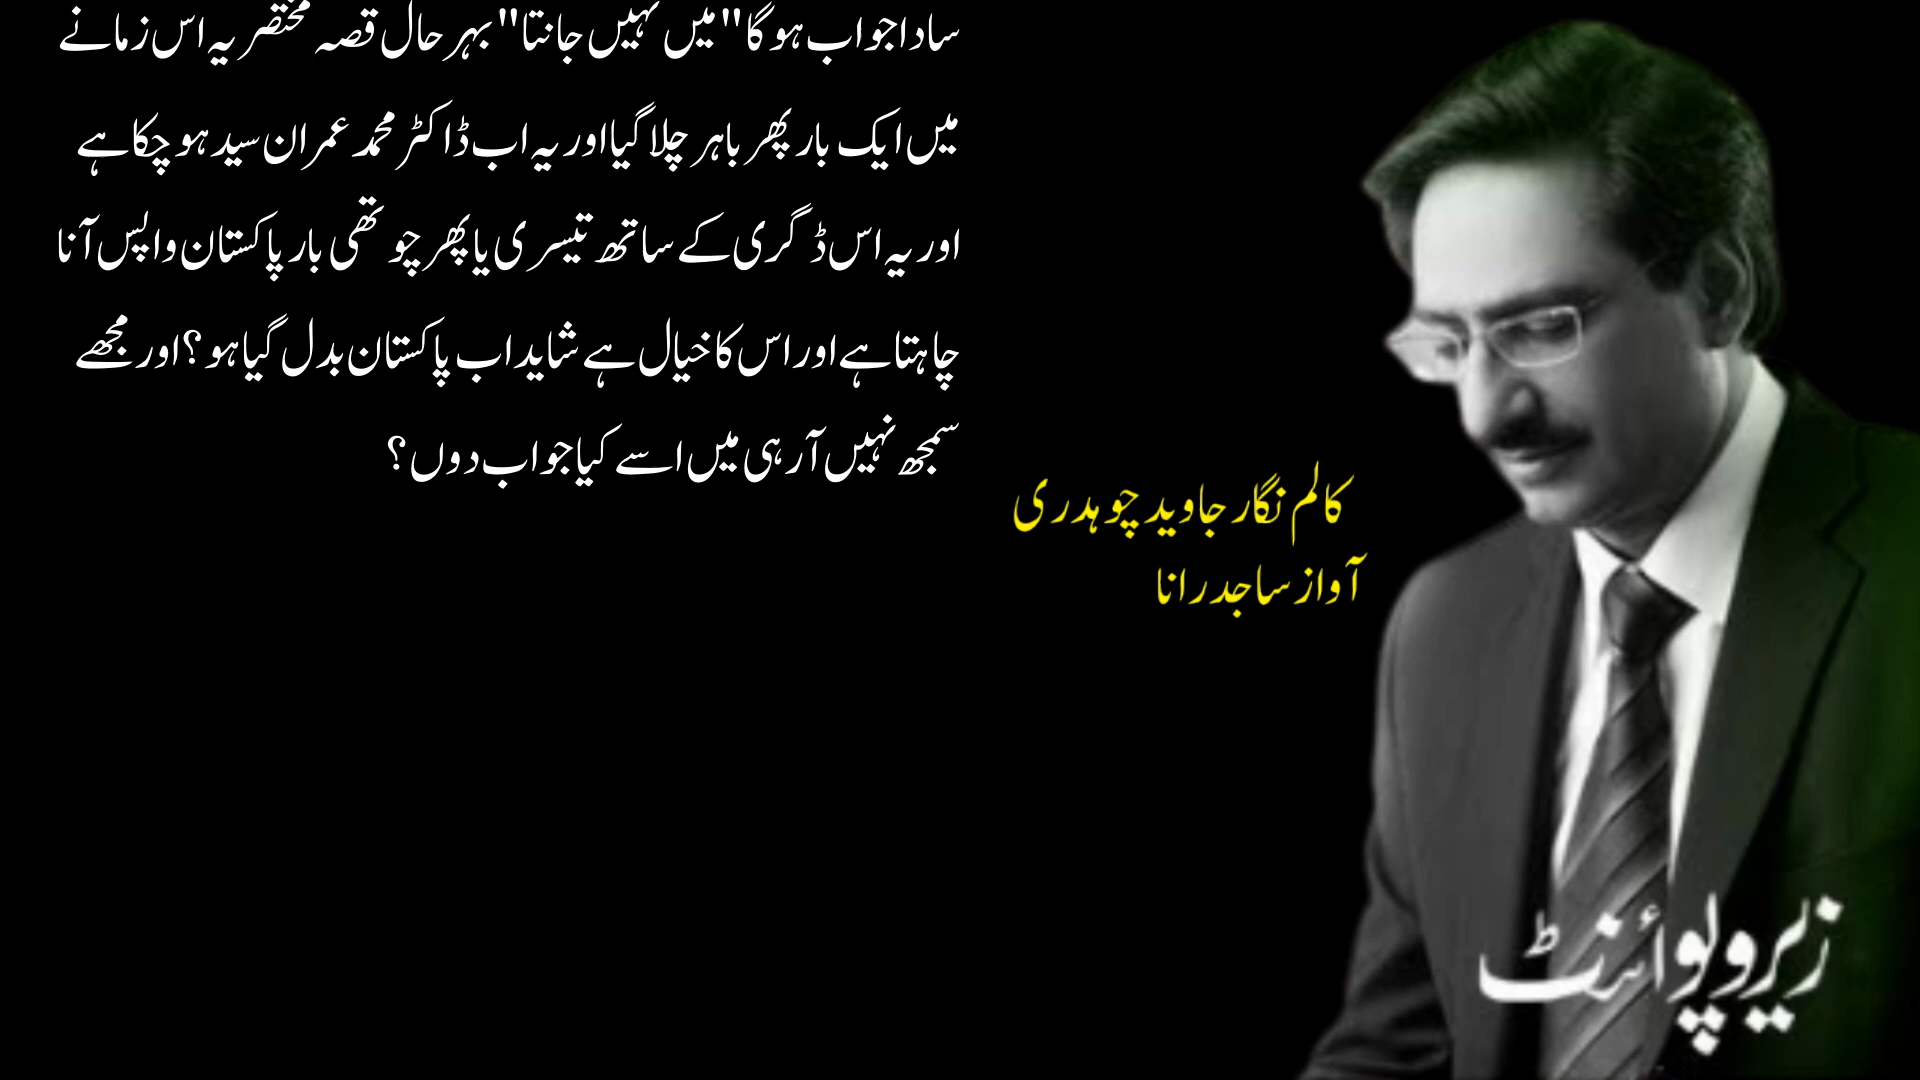 سادا جواب ہو گا "میں نہیں جانتا" بہر حال قصہ مختصر یہ اس زمانے
میں ایک بار پھر باہر چلا گیا اور یہ اب ڈاکٹر محمد عمران سید ہو چکا ہے
اور یہ اس ڈگری کے ساتھ تیسری یا پھر چوتھی بار پاکستان واپس آنا
چاہتا ہے اور اس کا خیال ہے شاید اب پاکستان بدل گیا ہو؟ اور مجھے
سمجھ نہیں آ رہی میں اسے کیا جواب دوں؟
کالم نگار جاوید چوہدری
آواز ساجد رانا
زیرو پوائنٹ